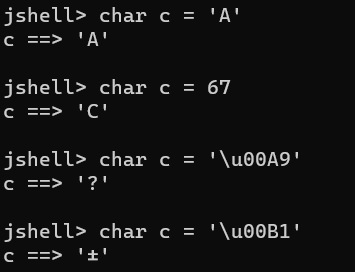 jshell> char c = 'A'
c ==> 'A'
jshell> char c = 67
c ==> 'C'
jshell> char c = '\u00A9'
c ==> '?'
jshell> char c = '\u00B1'
c ==> '±'